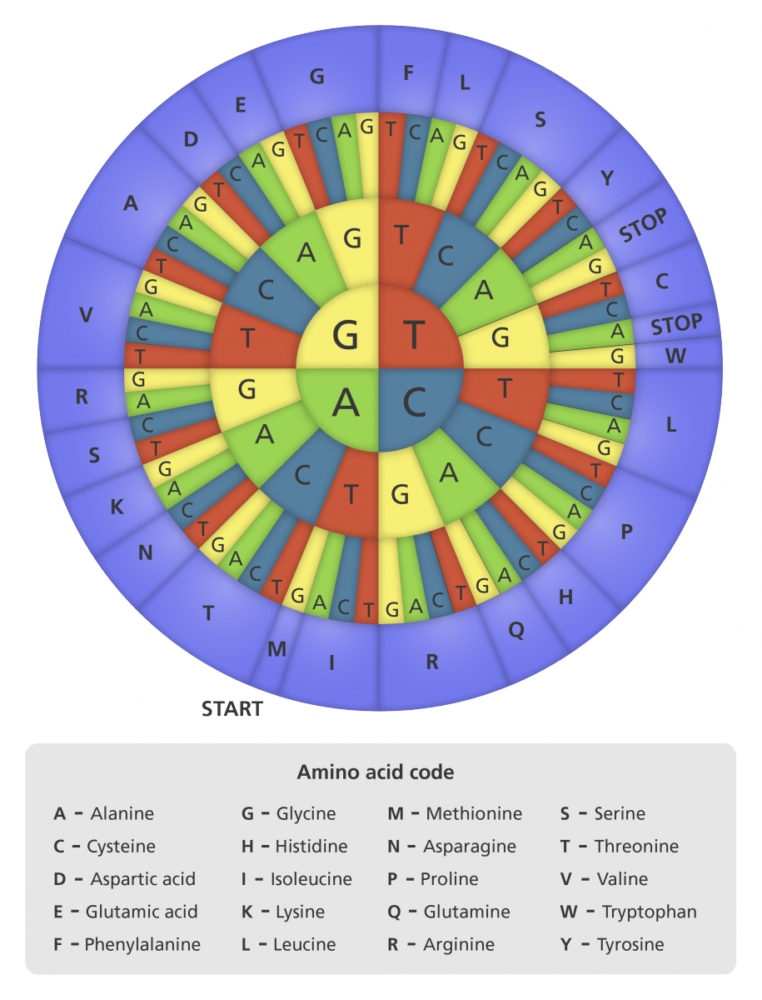 F
L
S
Y
STOP
C
STOP
W
L
P
H
Q
R
I
M
START
T
N
K
S
R
V
A
D
E
G
T C A G T C A G T C A G T C A G
T C A G T C A G T C A G T C A G
T C A G T C A G T C A G T C A G
T C A G T C A G T C A G T C A G
T C A G
T C A G
T C A G
T C A G
G T
A C
Amino acid code
A – Alanine G – Glycine M – Methionine S – Serine
C – Cysteine H – Histidine N – Asparagine T – Threonine
D – Aspartic acid I – Isoleucine P – Proline V – Valine
E – Glutamic acid K – Lysine Q – Glutamine W – Tryptophan
F – Phenylalanine L – Leucine R – Arginine Y – Tyrosine